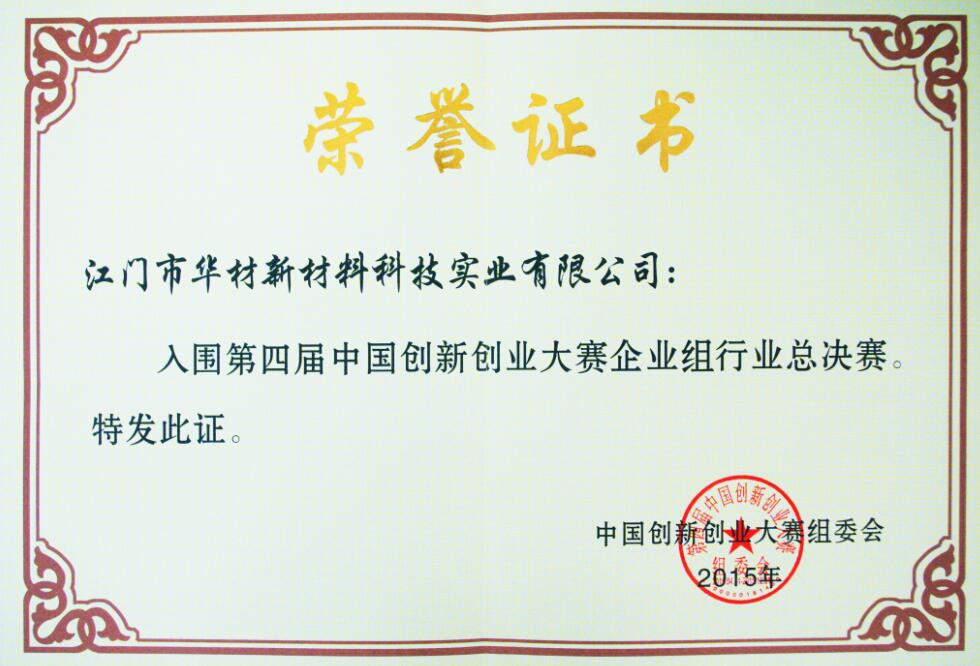 荣誉证书
江门市华材新材料科技实业有限公司：
入围第四届中国创新创业大赛企业组行业总决赛。
特发此证。
中国创新创业大赛组委会
2015年
第四届中国创新创业大赛
组委会